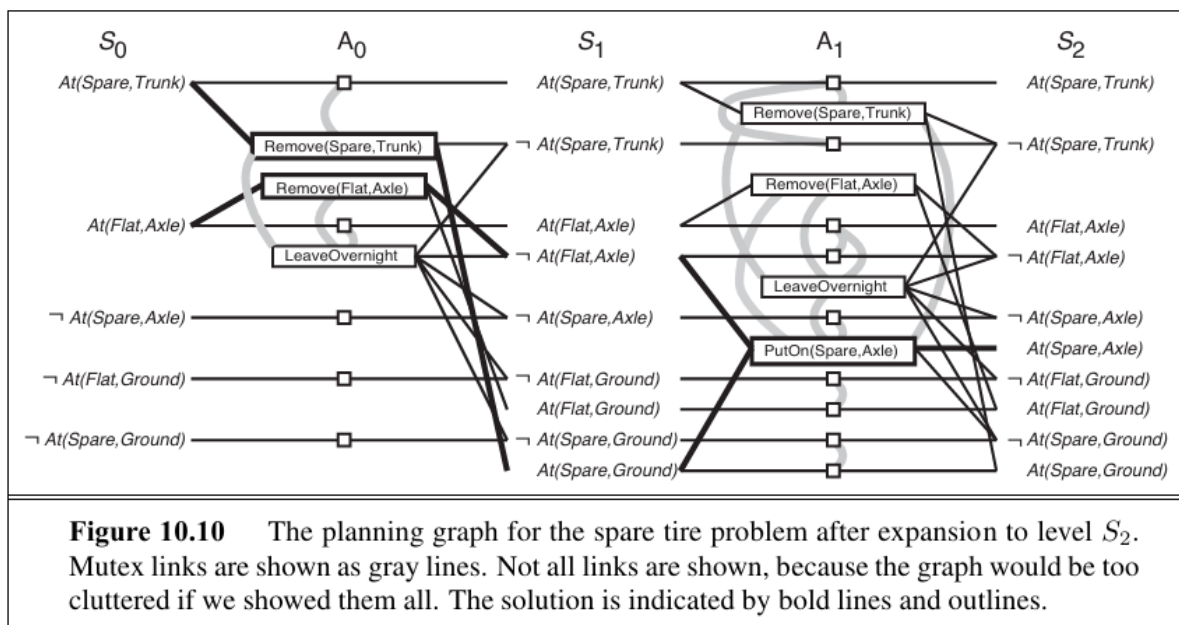 S0 A0 S1 A1 S2
At(Spare,Trunk) At(Spare,Trunk) At(Spare,Trunk)
Remove(Spare,Trunk)
Remove(Spare,Trunk) ¬ At(Spare,Trunk) ¬ At(Spare,Trunk)
Remove(Flat,Axle) Remove(Flat,Axle)
At(Flat,Axle) At(Flat,Axle) At(Flat,Axle)
LeaveOvernight ¬ At(Flat,Axle) ¬ At(Flat,Axle)
LeaveOvernight
¬ At(Spare,Axle) ¬ At(Spare,Axle) ¬ At(Spare,Axle)
PutOn(Spare,Axle) At(Spare,Axle)
¬ At(Flat,Ground) ¬ At(Flat,Ground) ¬ At(Flat,Ground)
At(Flat,Ground) At(Flat,Ground)
¬ At(Spare,Ground) ¬ At(Spare,Ground) ¬ At(Spare,Ground)
At(Spare,Ground) At(Spare,Ground)
Figure 10.10 The planning graph for the spare tire problem after expansion to level S2.
Mutex links are shown as gray lines. Not all links are shown, because the graph would be too
cluttered if we showed them all. The solution is indicated by bold lines and outlines.